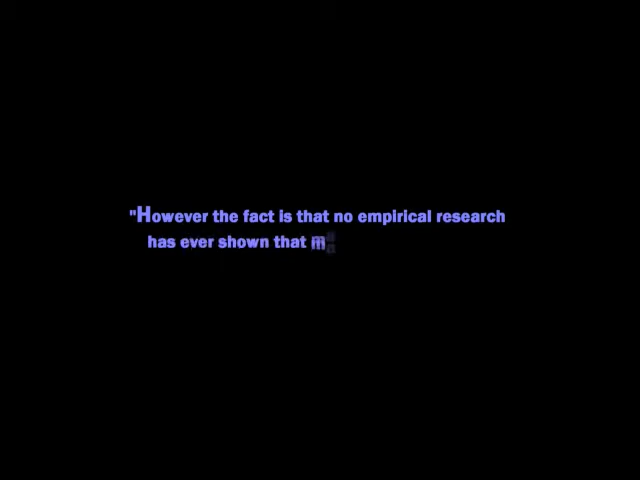 "However the fact is that no empirical research
has ever shown that